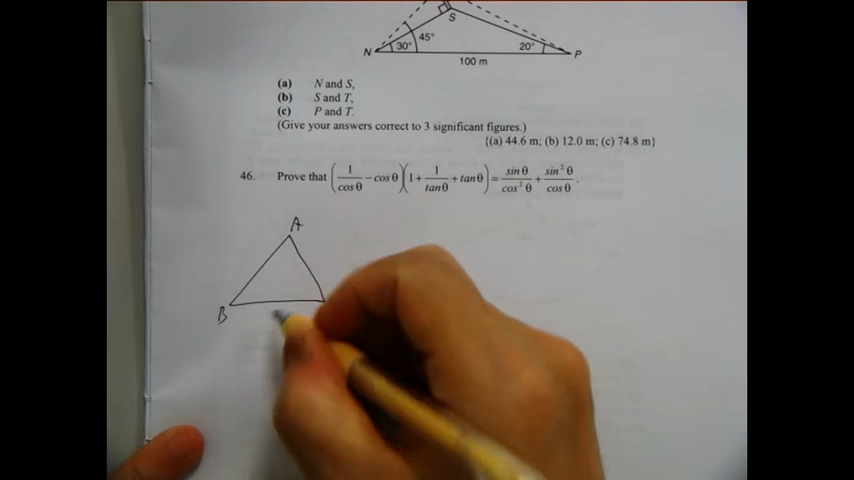 S
45°
N 30° 20° P
100 m
(a) N and S,
(b) S and T,
(c) P and T.
(Give your answers correct to 3 significant figures.)
{(a) 44.6 m; (b) 12.0 m; (c) 74.8 m}
46. Prove that (1/cosθ − cosθ)(1 + 1/tanθ + tanθ) = sinθ/cos²θ + sin²θ/cosθ .
A
B